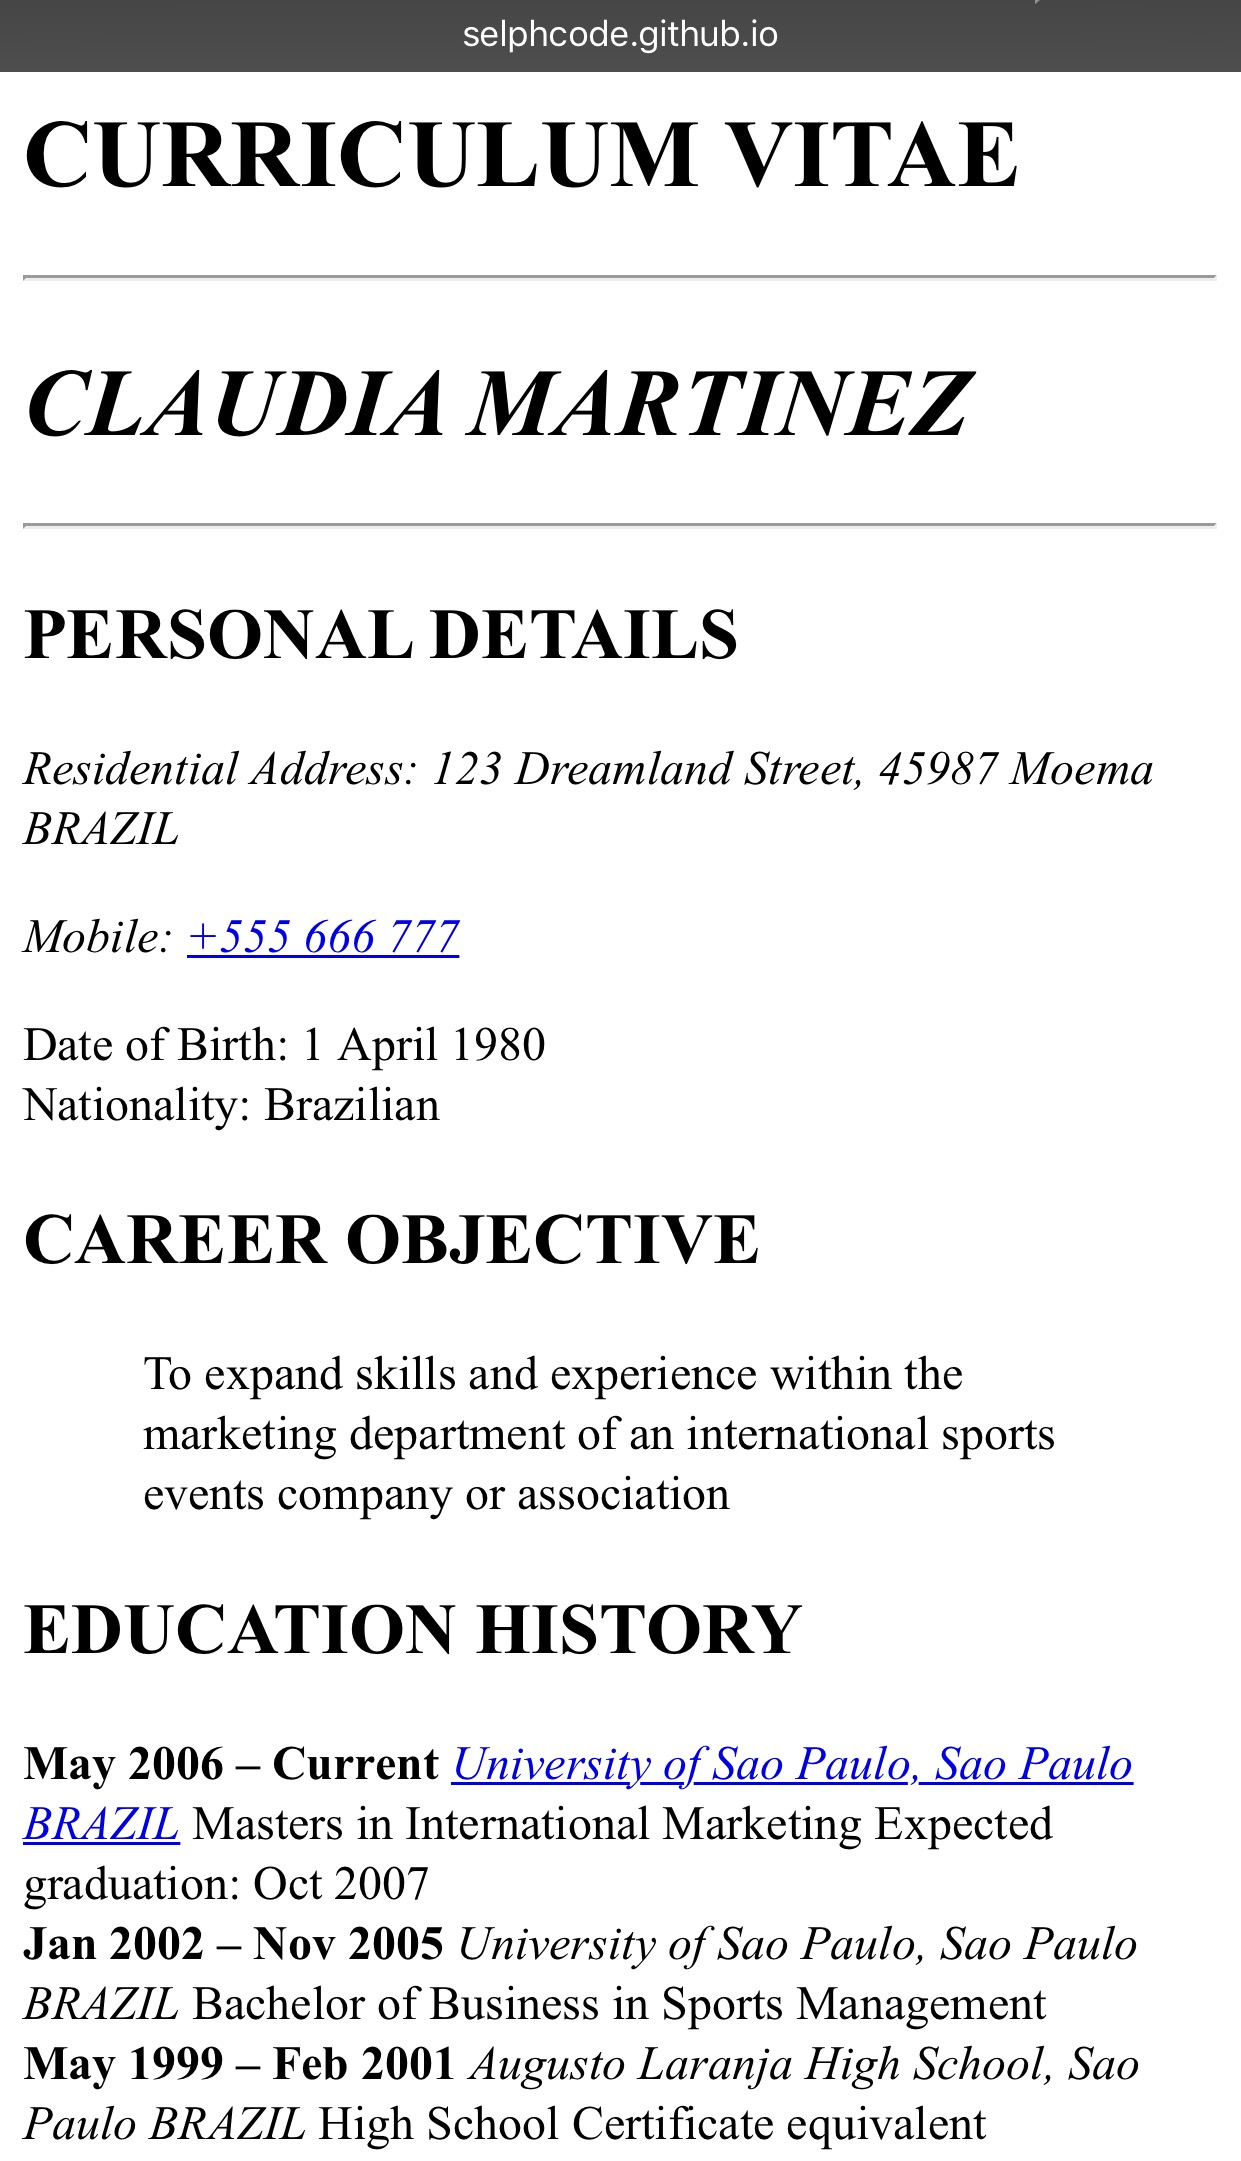 selphcode.github.io
CURRICULUM VITAE
CLAUDIA MARTINEZ
PERSONAL DETAILS
Residential Address: 123 Dreamland Street, 45987 Moema
BRAZIL
Mobile: +555 666 777
Date of Birth: 1 April 1980
Nationality: Brazilian
CAREER OBJECTIVE
To expand skills and experience within the
marketing department of an international sports
events company or association
EDUCATION HISTORY
May 2006 – Current University of Sao Paulo, Sao Paulo
BRAZIL Masters in International Marketing Expected
graduation: Oct 2007
Jan 2002 – Nov 2005 University of Sao Paulo, Sao Paulo
BRAZIL Bachelor of Business in Sports Management
May 1999 – Feb 2001 Augusto Laranja High School, Sao
Paulo BRAZIL High School Certificate equivalent